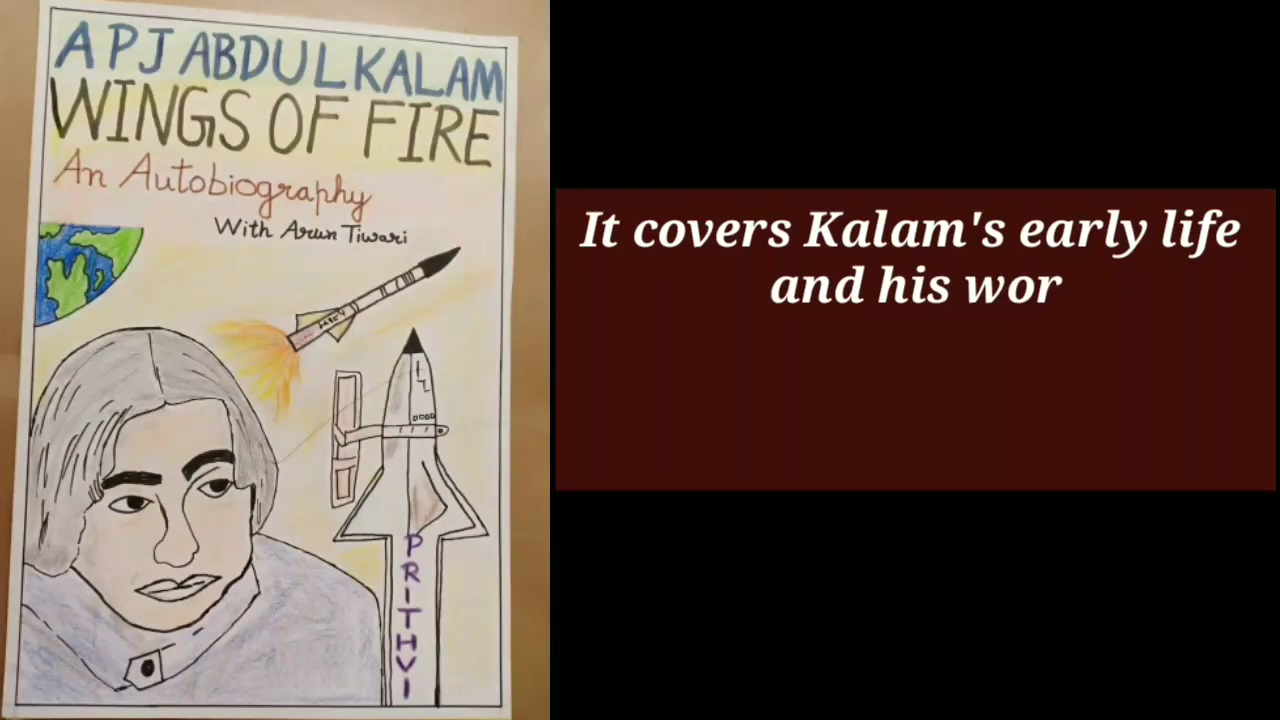 A P J ABDUL KALAM
WINGS OF FIRE
An Autobiography
With Arun Tiwari
PRITHVI
It covers Kalam's early life
and his wor